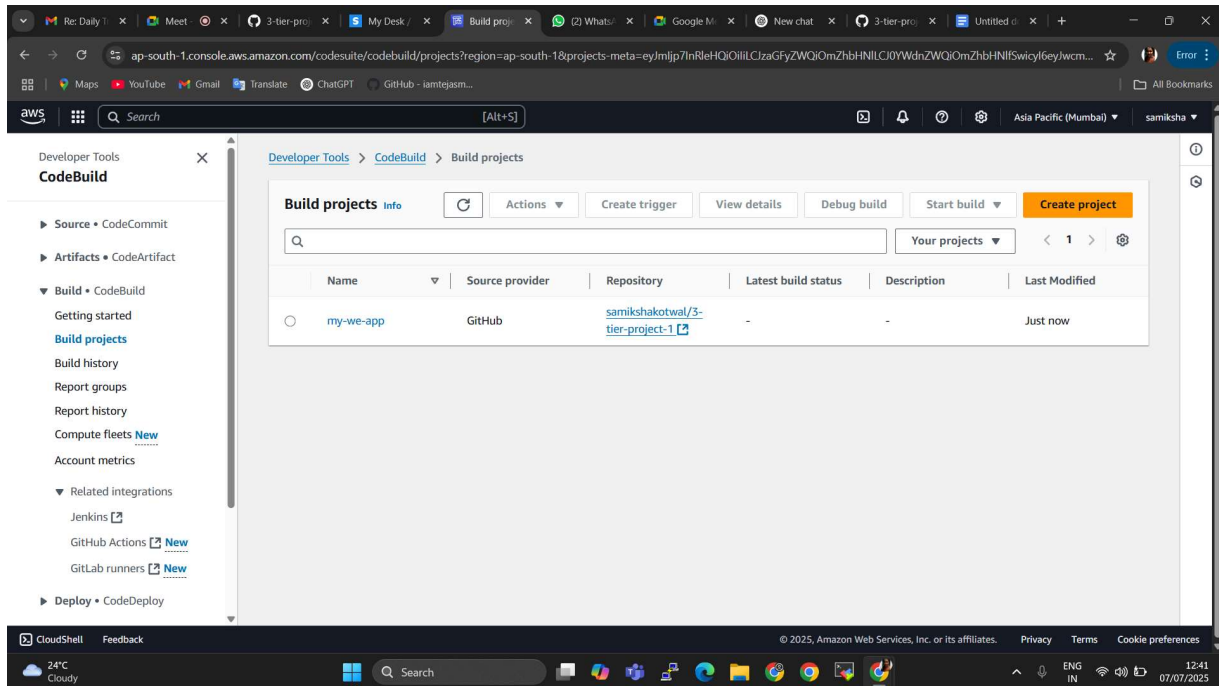 Re: Daily T
Meet
3-tier-proj
My Desk /
Build proje
(2) Whats
Google M
New chat
3-tier-proj
Untitled d
ap-south-1.console.aws.amazon.com/codesuite/codebuild/projects?region=ap-south-1&projects-meta=
Error
Maps
YouTube
Gmail
Translate
ChatGPT
GitHub - iamtejasm...
All Bookmarks
aws
Search
[Alt+S]
Asia Pacific (Mumbai)
samiksha
Developer Tools
CodeBuild
Source • CodeCommit
Artifacts • CodeArtifact
Build • CodeBuild
Getting started
Build projects
Build history
Report groups
Report history
Compute fleets New
Account metrics
Related integrations
Jenkins
GitHub Actions New
GitLab runners New
Deploy • CodeDeploy
Developer Tools > CodeBuild > Build projects
Build projects Info
Actions
Create trigger
View details
Debug build
Start build
Create project
Your projects
< 1 >
Name
Source provider
Repository
Latest build status
Description
Last Modified
my-we-app
GitHub
samikshakotwal/3-
tier-project-1
-
-
Just now
CloudShell
Feedback
© 2025, Amazon Web Services, Inc. or its affiliates.
Privacy
Terms
Cookie preferences
24°C
Cloudy
Search
ENG
IN
12:41
07/07/2025